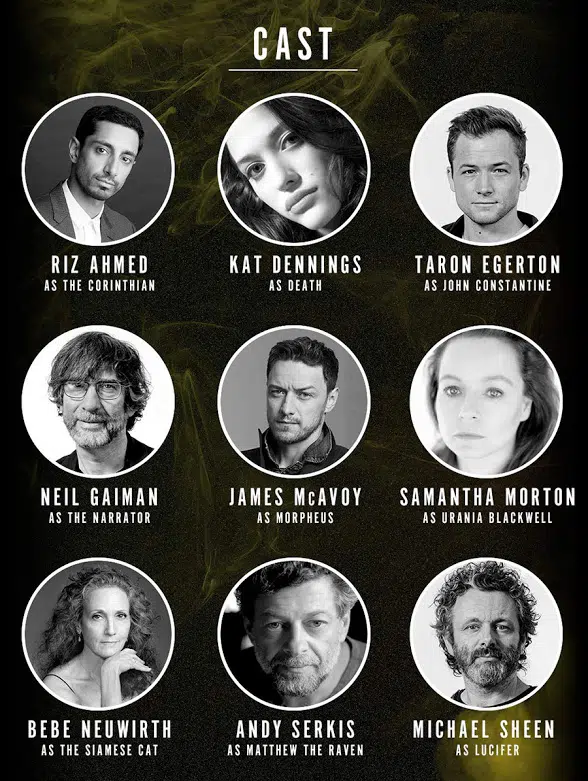 CAST
RIZ AHMED
AS THE CORINTHIAN
KAT DENNINGS
AS DEATH
TARON EGERTON
AS JOHN CONSTANTINE
NEIL GAIMAN
AS THE NARRATOR
JAMES McAVOY
AS MORPHEUS
SAMANTHA MORTON
AS URANIA BLACKWELL
BEBE NEUWIRTH
AS THE SIAMESE CAT
ANDY SERKIS
AS MATTHEW THE RAVEN
MICHAEL SHEEN
AS LUCIFER